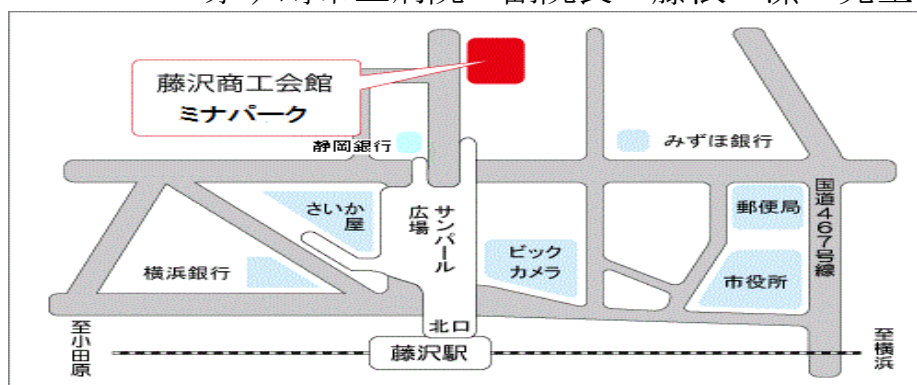 藤沢商工会館
ミナパーク
静岡銀行
みずほ銀行
さいか
屋
サンパール
広場
ビック
カメラ
郵便局
市役所
国道467号線
横浜銀行
北口
藤沢駅
至小田原
至横浜